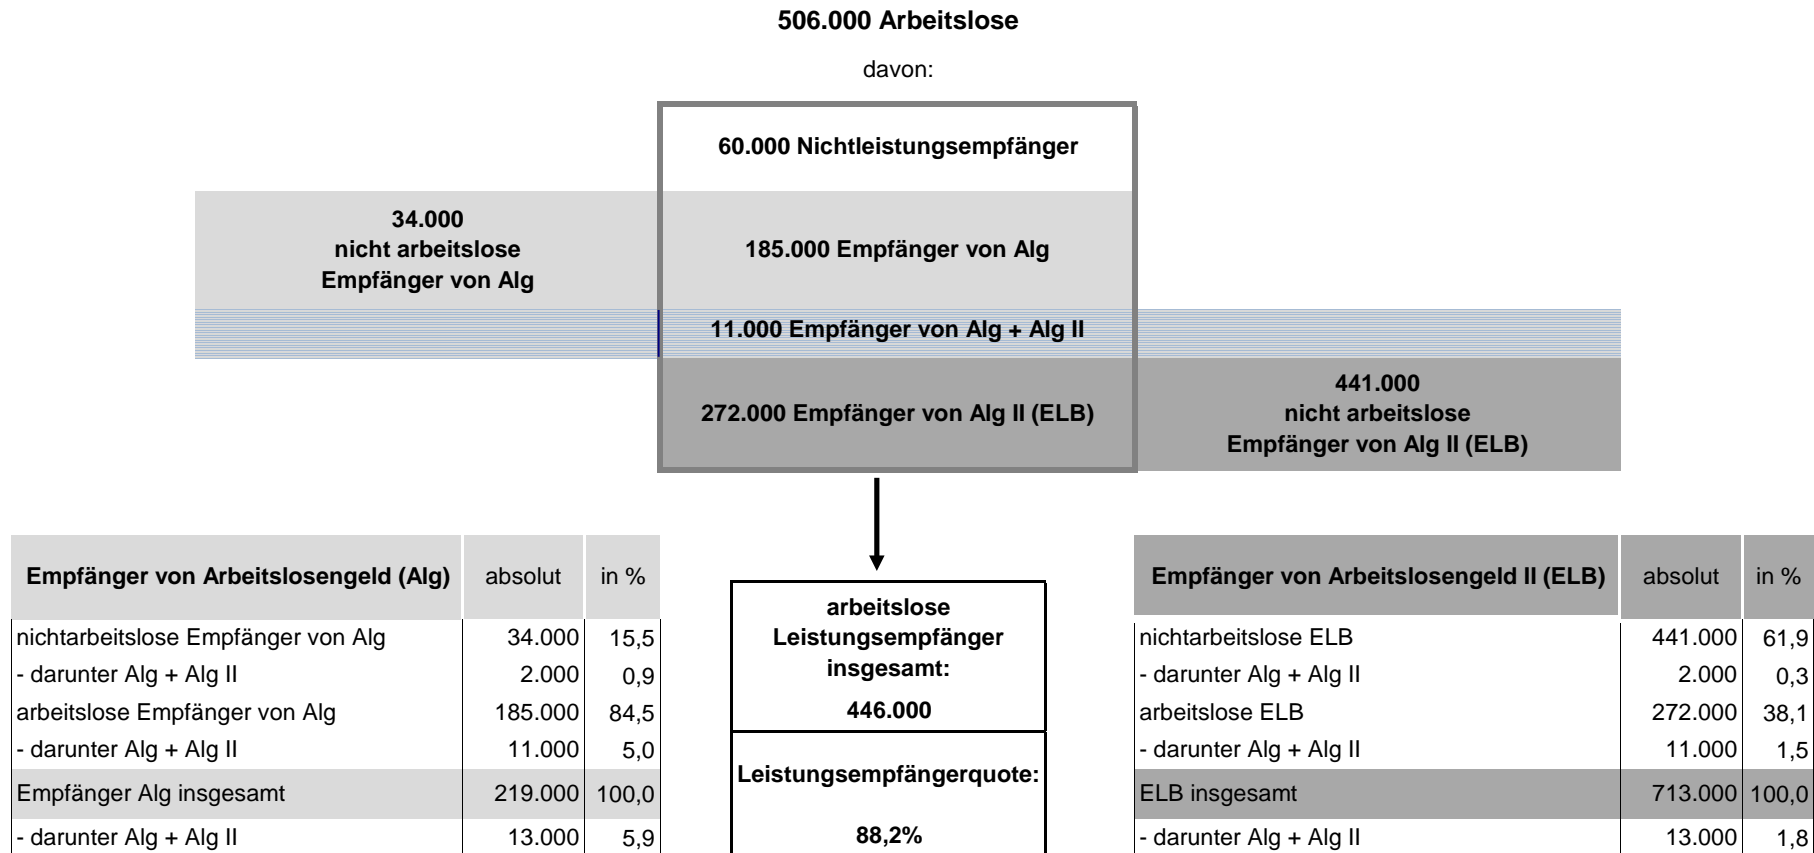 506.000 Arbeitslose
davon:
60.000 Nichtleistungsempfänger
34.000
nicht arbeitslose
Empfänger von Alg
185.000 Empfänger von Alg
11.000 Empfänger von Alg + Alg II
272.000 Empfänger von Alg II (ELB)
441.000
nicht arbeitslose
Empfänger von Alg II (ELB)
Empfänger von Arbeitslosengeld (Alg) absolut in %
nichtarbeitslose Empfänger von Alg 34.000 15,5
- darunter Alg + Alg II 2.000 0,9
arbeitslose Empfänger von Alg 185.000 84,5
- darunter Alg + Alg II 11.000 5,0
Empfänger Alg insgesamt 219.000 100,0
- darunter Alg + Alg II 13.000 5,9
arbeitslose
Leistungsempfänger
insgesamt:
446.000
Leistungsempfängerquote:
88,2%
Empfänger von Arbeitslosengeld II (ELB) absolut in %
nichtarbeitslose ELB 441.000 61,9
- darunter Alg + Alg II 2.000 0,3
arbeitslose ELB 272.000 38,1
- darunter Alg + Alg II 11.000 1,5
ELB insgesamt 713.000 100,0
- darunter Alg + Alg II 13.000 1,8